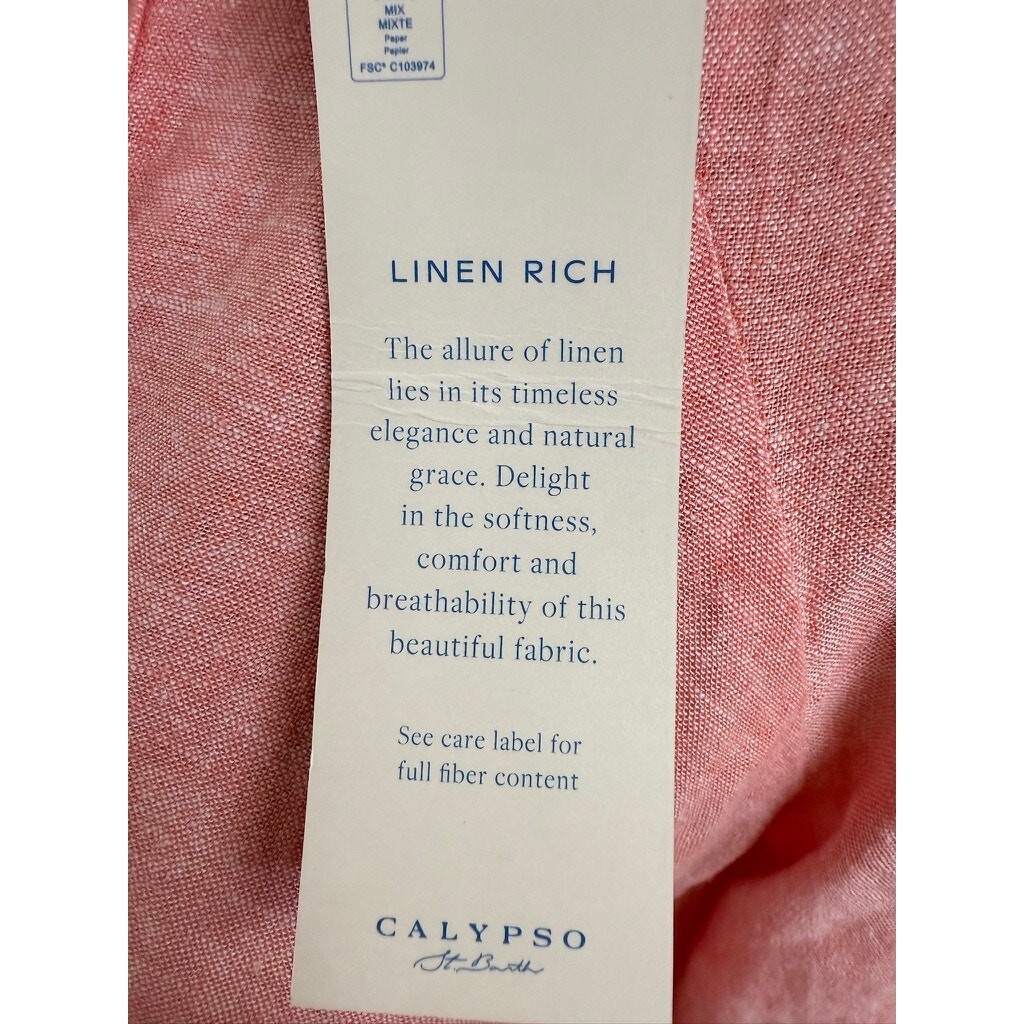 MIX
MIXTE
Paper
Papier
FSC® C103974
LINEN RICH
The allure of linen
lies in its timeless
elegance and natural
grace. Delight
in the softness,
comfort and
breathability of this
beautiful fabric.
See care label for
full fiber content
CALYPSO
St. Barth